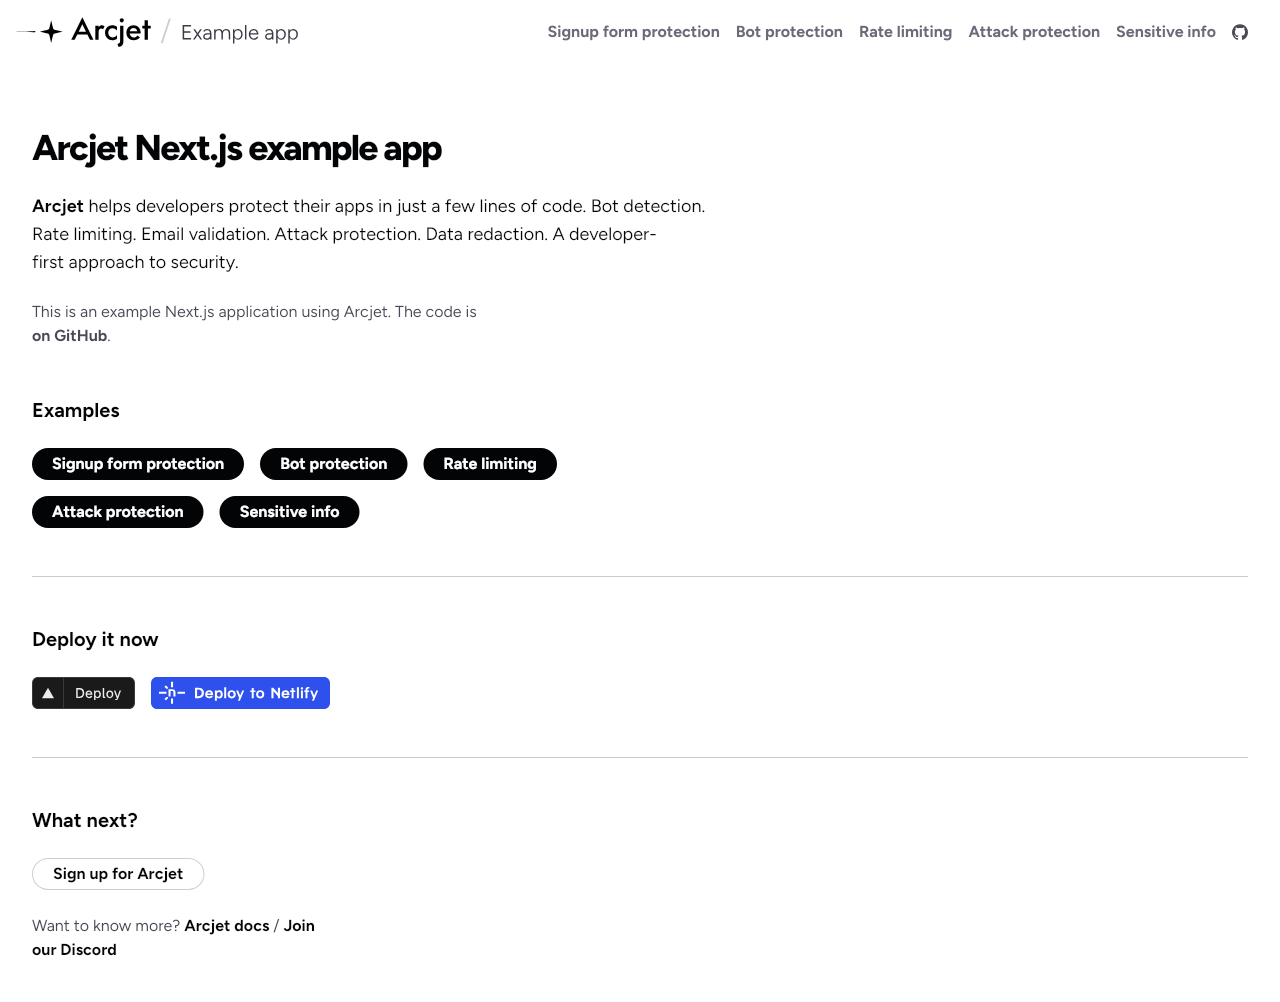 Arcjet / Example app
Signup form protection Bot protection Rate limiting Attack protection Sensitive info
Arcjet Next.js example app
Arcjet helps developers protect their apps in just a few lines of code. Bot detection.
Rate limiting. Email validation. Attack protection. Data redaction. A developer-
first approach to security.
This is an example Next.js application using Arcjet. The code is
on GitHub.
Examples
Signup form protection Bot protection Rate limiting
Attack protection Sensitive info
Deploy it now
Deploy Deploy to Netlify
What next?
Sign up for Arcjet
Want to know more? Arcjet docs / Join
our Discord